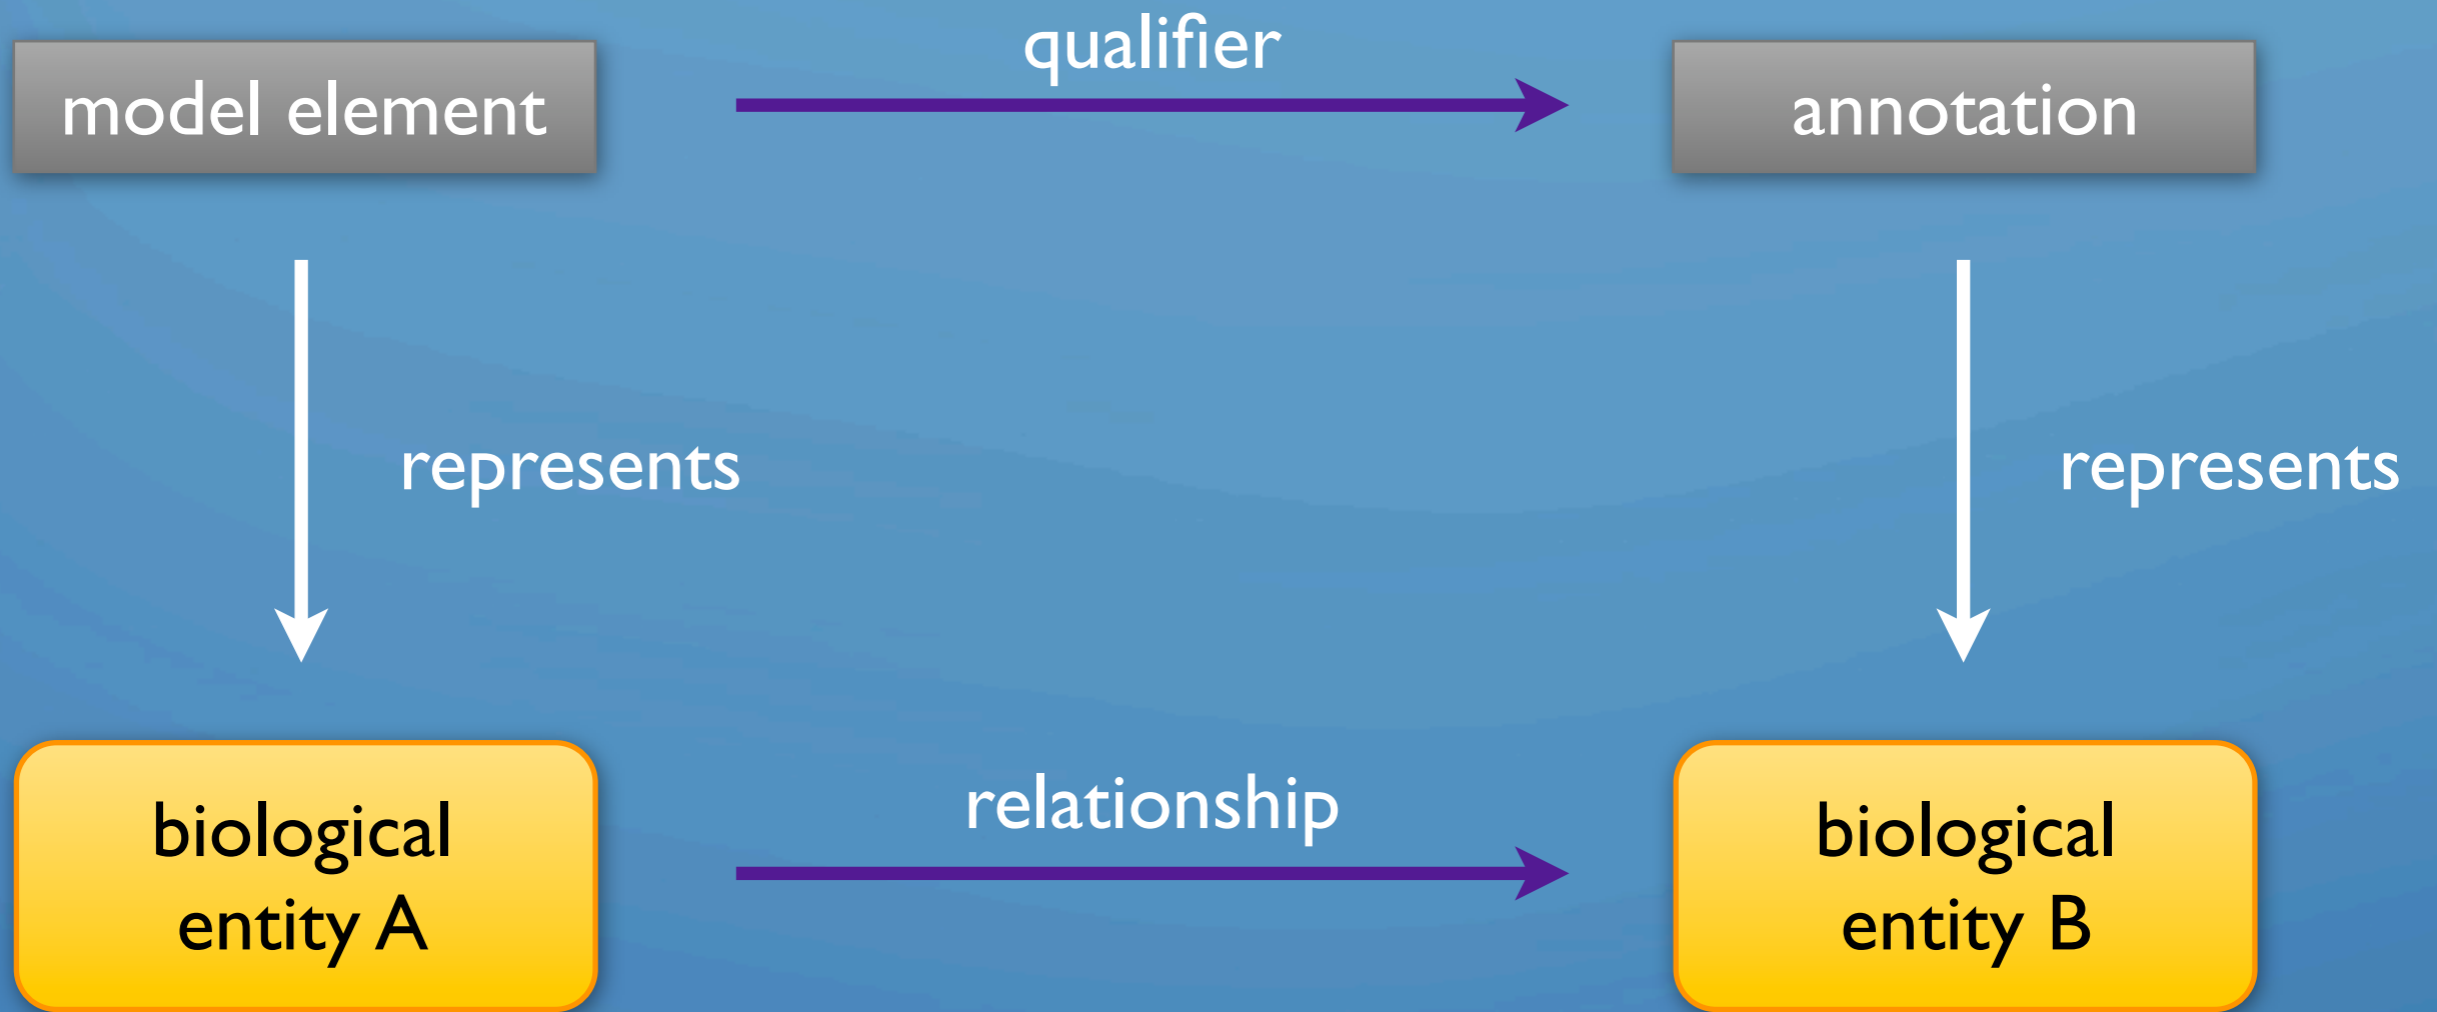 qualifier
model element
annotation
represents
represents
relationship
biological
entity A
biological
entity B